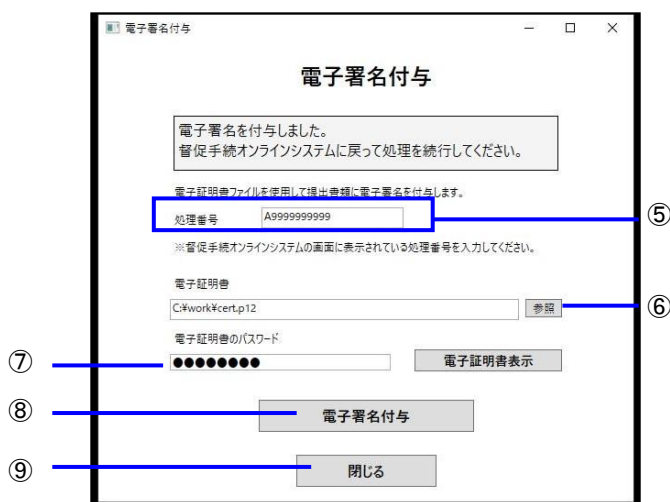 電子署名付与
電子署名付与
電子署名を付与しました。
督促手続オンラインシステムに戻って処理を続行してください。
電子証明書ファイルを使用して提出書類に電子署名を付与します。
処理番号 A9999999999
⑤
※督促手続オンラインシステムの画面に表示されている処理番号を入力してください。
電子証明書
C:¥work¥cert.p12 参照
⑥
電子証明書のパスワード
⑦
●●●●●●●● 電子証明書表示
⑧
電子署名付与
⑨
閉じる